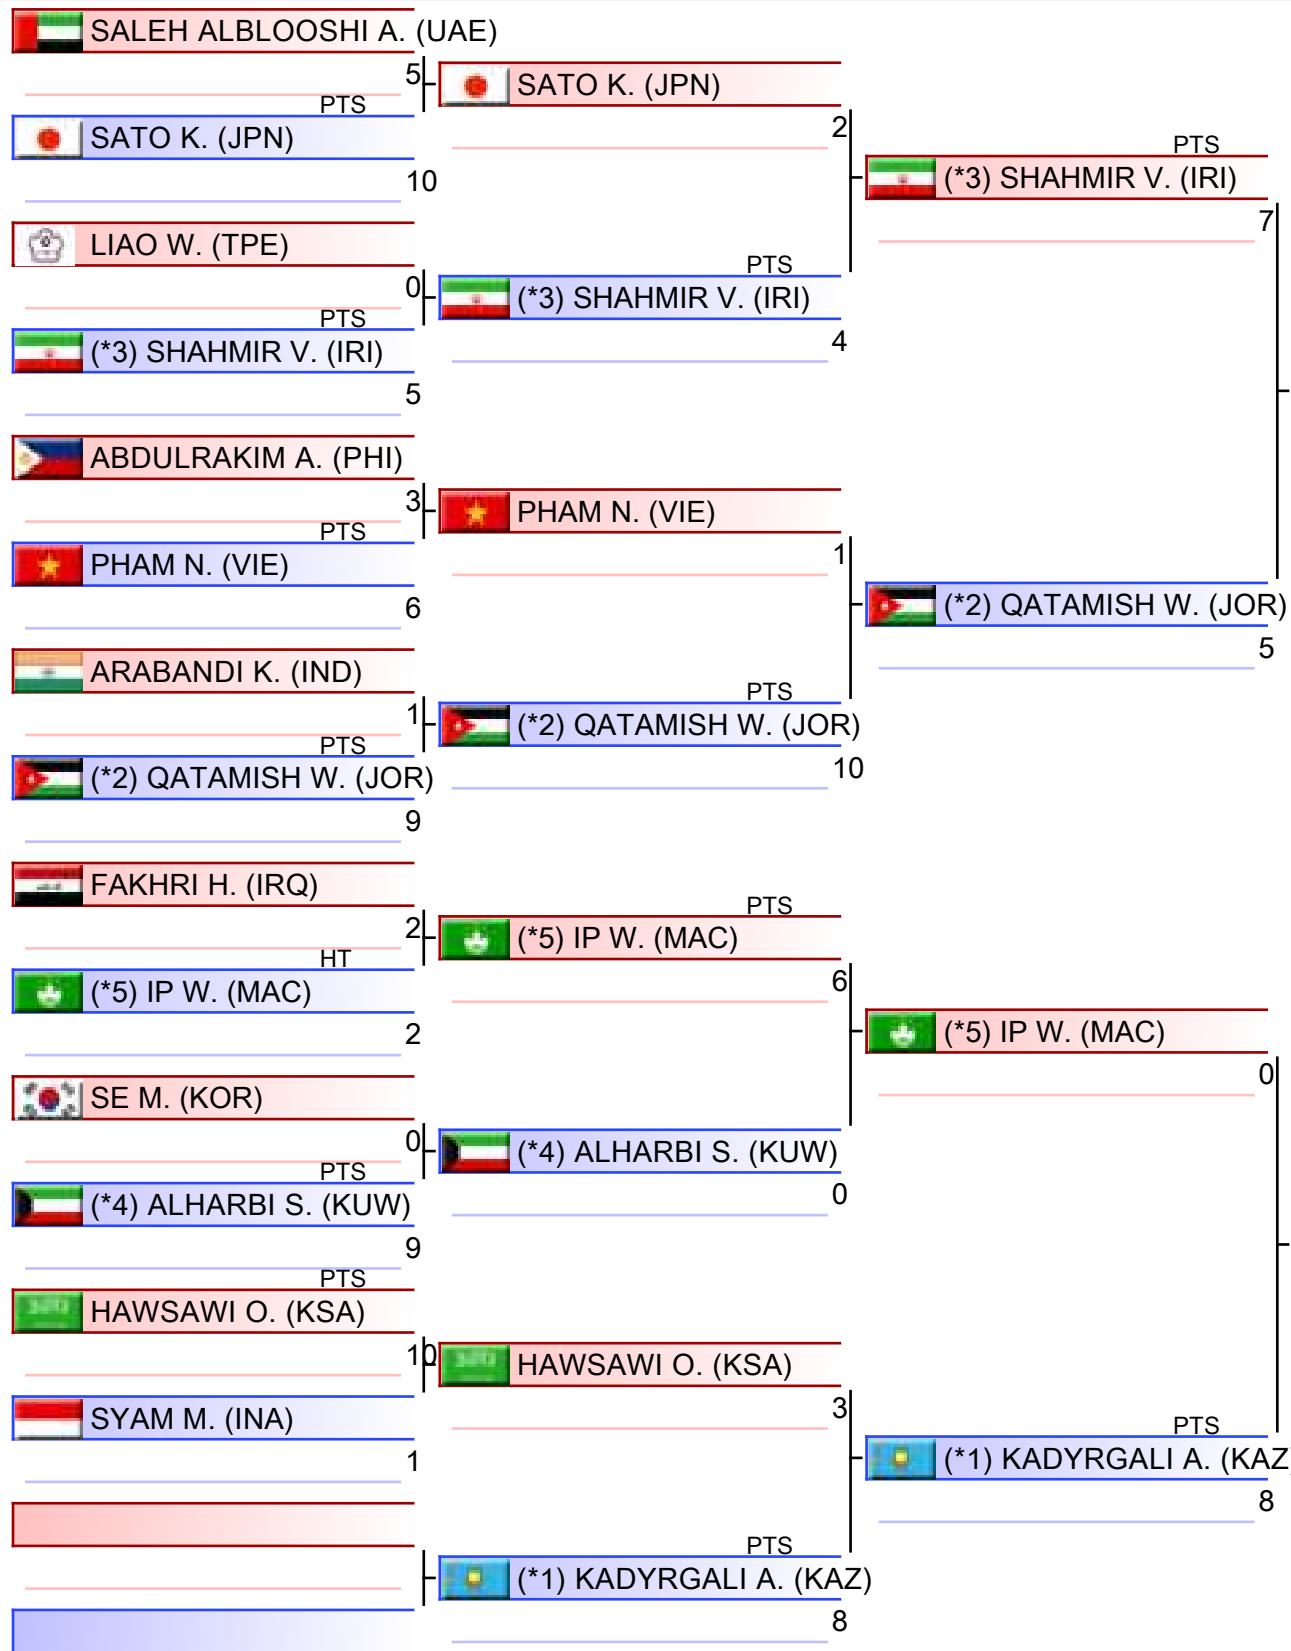 SALEH ALBLOOSHI A. (UAE)
5
PTS
SATO K. (JPN)
10
LIAO W. (TPE)
0
PTS
(*3) SHAHMIR V. (IRI)
5
ABDULRAKIM A. (PHI)
3
PTS
PHAM N. (VIE)
6
ARABANDI K. (IND)
1
PTS
(*2) QATAMISH W. (JOR)
9
FAKHRI H. (IRQ)
2
HT
(*5) IP W. (MAC)
2
SE M. (KOR)
0
PTS
(*4) ALHARBI S. (KUW)
9
PTS
HAWSAWI O. (KSA)
10
SYAM M. (INA)
1
SATO K. (JPN)
2
PTS
(*3) SHAHMIR V. (IRI)
4
PHAM N. (VIE)
1
PTS
(*2) QATAMISH W. (JOR)
10
PTS
(*5) IP W. (MAC)
6
(*4) ALHARBI S. (KUW)
0
HAWSAWI O. (KSA)
3
PTS
(*1) KADYRGALI A. (KAZ)
8
PTS
(*3) SHAHMIR V. (IRI)
7
(*2) QATAMISH W. (JOR)
5
(*5) IP W. (MAC)
0
PTS
(*1) KADYRGALI A. (KAZ)
8